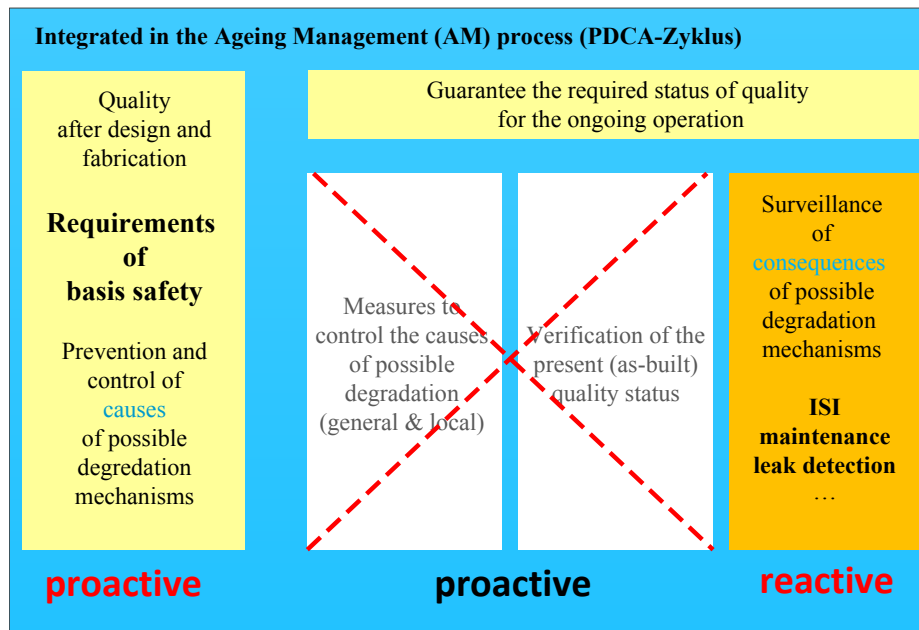 Integrated in the Ageing Management (AM) process (PDCA-Zyklus)
Quality
after design and
fabrication
Requirements
of
basis safety
Prevention and
control of
causes
of possible
degredation
mechanisms
Guarantee the required status of quality
for the ongoing operation
Measures to
control the causes
of possible
degradation
(general & local)
Verification of the
present (as-built)
quality status
Surveillance
of
consequences
of possible
degradation
mechanisms
ISI
maintenance
leak detection
…
proactive
proactive
reactive